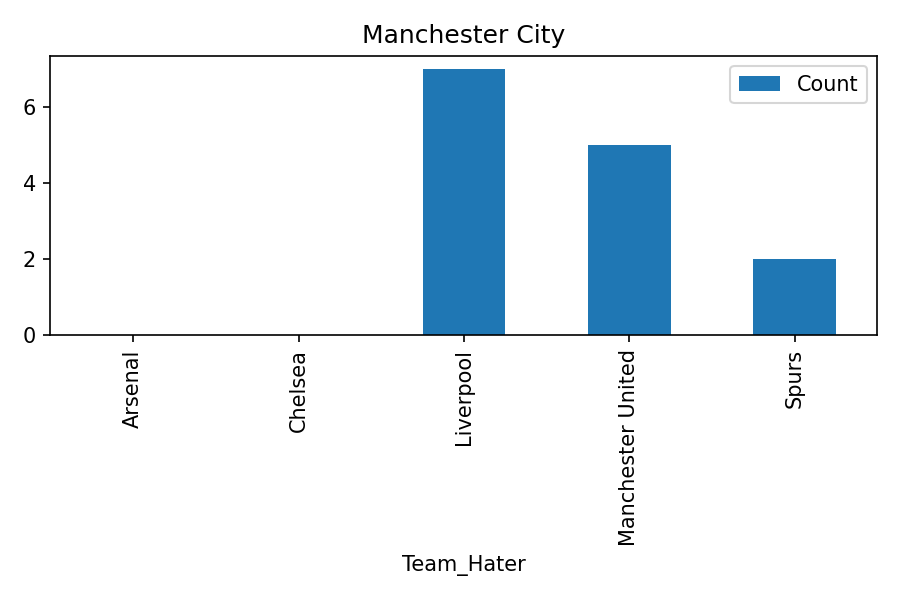 Manchester City
Count
6
4
2
0
Arsenal
Chelsea
Liverpool
Manchester United
Spurs
Team_Hater